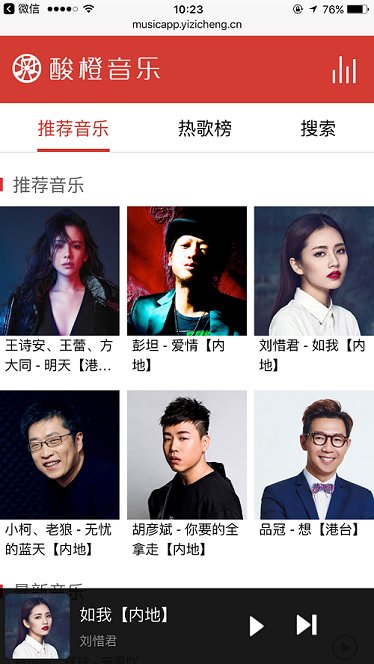 微信 10:23 76%
musicapp.yizicheng.cn
酸橙音乐
推荐音乐 热歌榜 搜索
推荐音乐
王诗安、王蕾、方
大同 - 明天【港...
彭坦 - 爱情【内
地】
刘惜君 - 如我【内
地】
小柯、老狼 - 无忧
的蓝天【内地】
胡彦斌 - 你要的全
拿走【内地】
品冠 - 想【港台】
最新音乐
如我【内地】
刘惜君